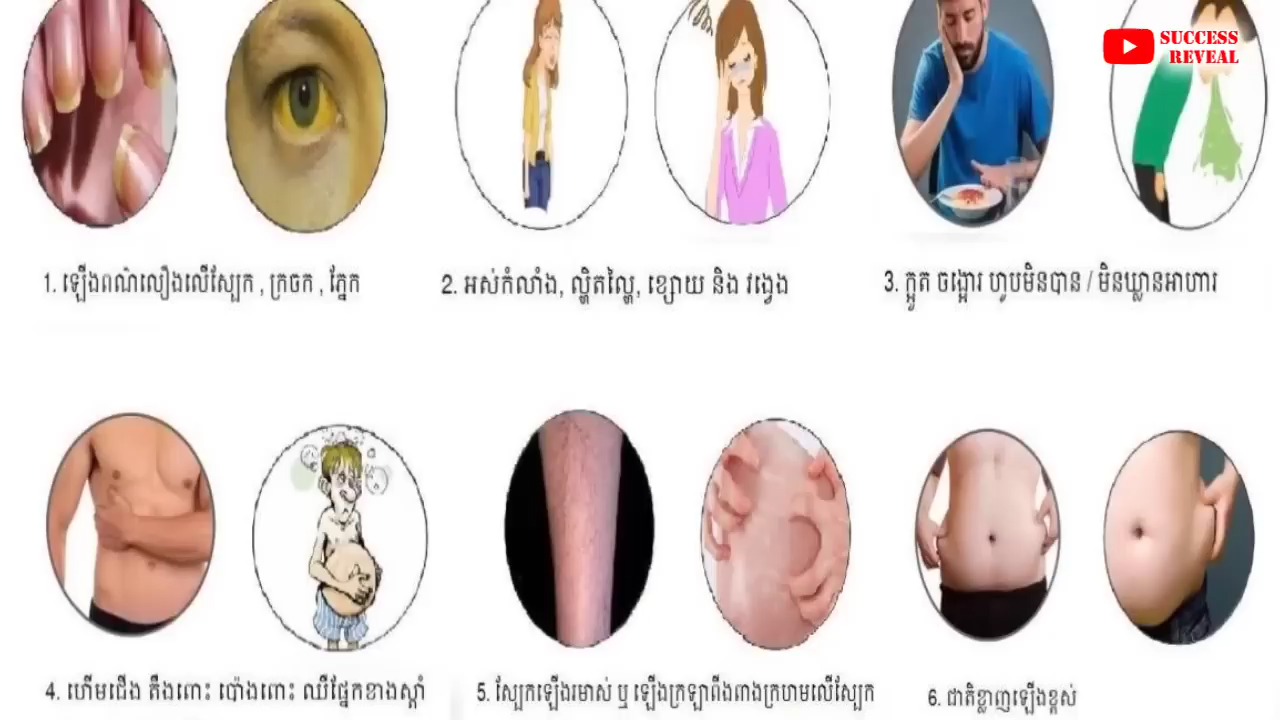 SUCCESS
REVEAL
1. ឡើងពណ៌លឿងលើស្បែក , ក្រចក , ភ្នែក
2. អស់កំលាំង, ល្ហិតល្ហៃ, ខ្សោយ និង វង្វេង
3. ក្អួត ចង្អោរ ហូបមិនបាន / មិនឃ្លានអាហារ
4. ហើមជើង តឹងពោះ ប៉ោងពោះ ឈឺផ្នែកខាងស្តាំ
5. ស្បែកឡើងរមាស់ ឬ ឡើងក្រឡាពីងពាងក្រហមលើស្បែក
6. ជាតិខ្លាញឡើងខ្ពស់